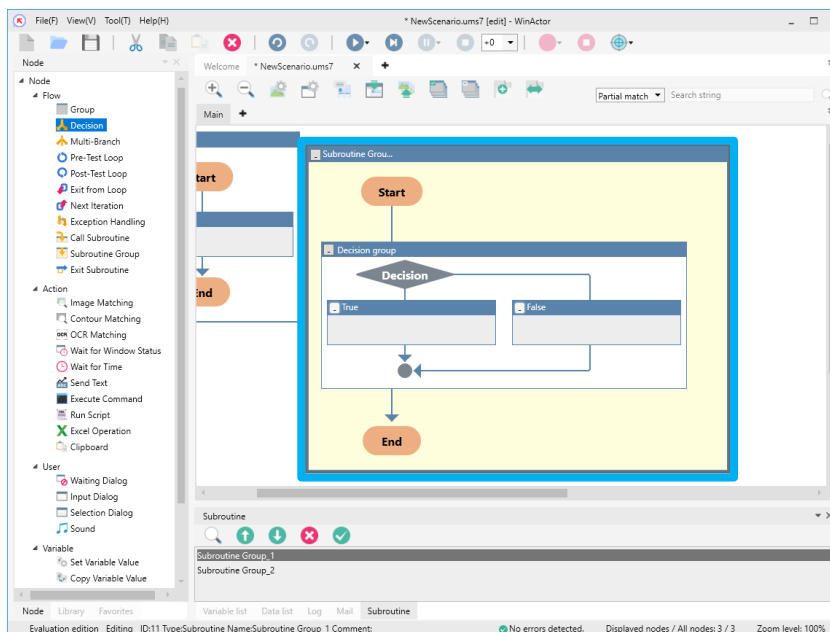 File(F) View(V) Tool(T) Help(H)
* NewScenario.ums7 [edit] - WinActor
+0
Node
Node
Flow
Group
Decision
Multi-Branch
Pre-Test Loop
Post-Test Loop
Exit from Loop
Next Iteration
Exception Handling
Call Subroutine
Subroutine Group
Exit Subroutine
Action
Image Matching
Contour Matching
OCR Matching
Wait for Window Status
Wait for Time
Send Text
Execute Command
Run Script
Excel Operation
Clipboard
User
Waiting Dialog
Input Dialog
Selection Dialog
Sound
Variable
Set Variable Value
Copy Variable Value
Node Library Favorites
Welcome * NewScenario.ums7
Partial match Search string
Main
tart
End
Subroutine Grou...
Start
Decision group
Decision
True
False
End
Subroutine
Subroutine Group_1
Subroutine Group_2
Variable list Data list Log Mail Subroutine
Evaluation edition Editing ID:11 Type:Subroutine Name:Subroutine Group_1 Comment: No errors detected. Displayed nodes / All nodes: 3 / 3 Zoom level: 100%